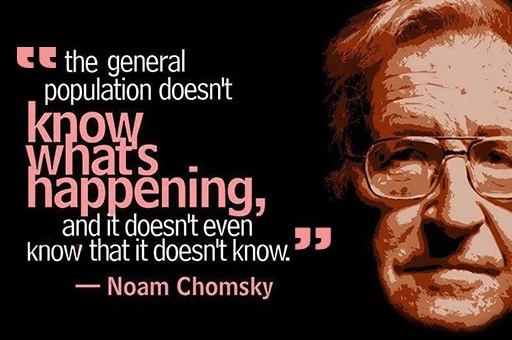 “the general
population doesn't
know
what's
happening,
and it doesn't even
know that it doesn't know.”
— Noam Chomsky